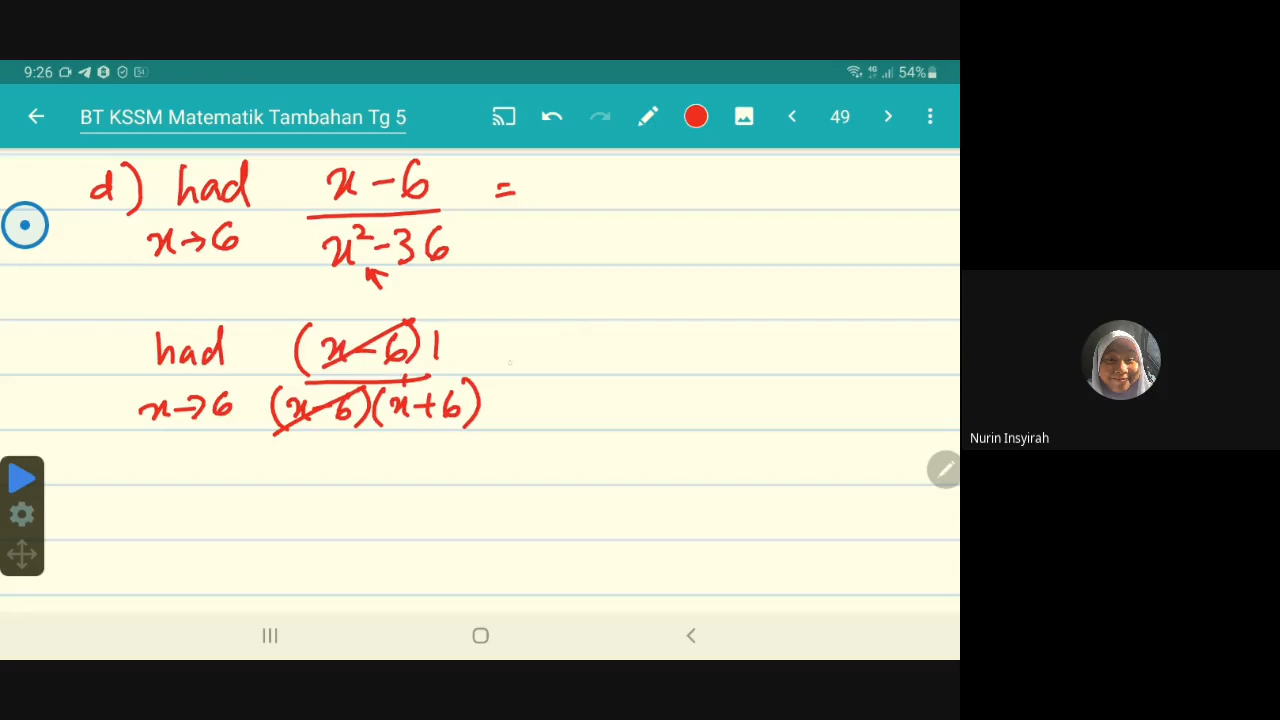 9:26 54%
BT KSSM Matematik Tambahan Tg 5 49
d) had x - 6 =
x→6 x² - 36
had (x - 6) 1
x→6 (x - 6)(x + 6)
Nurin Insyirah